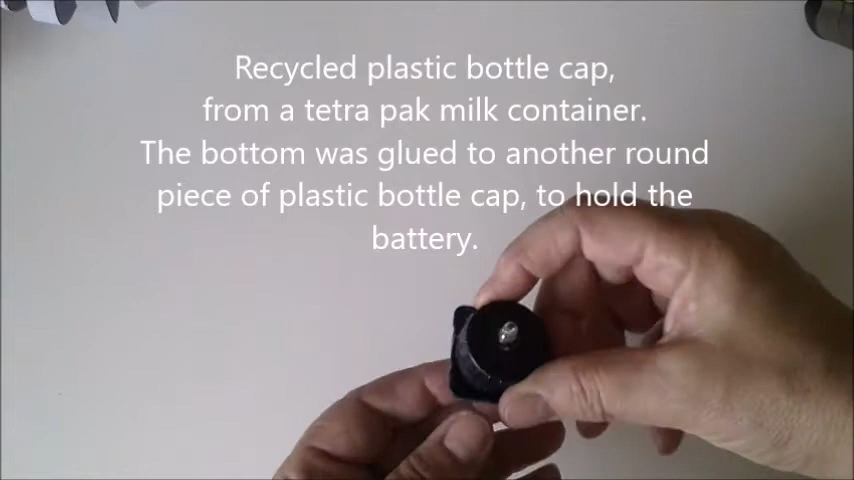 Recycled plastic bottle cap,
from a tetra pak milk container.
The bottom was glued to another round
piece of plastic bottle cap, to hold the
battery.